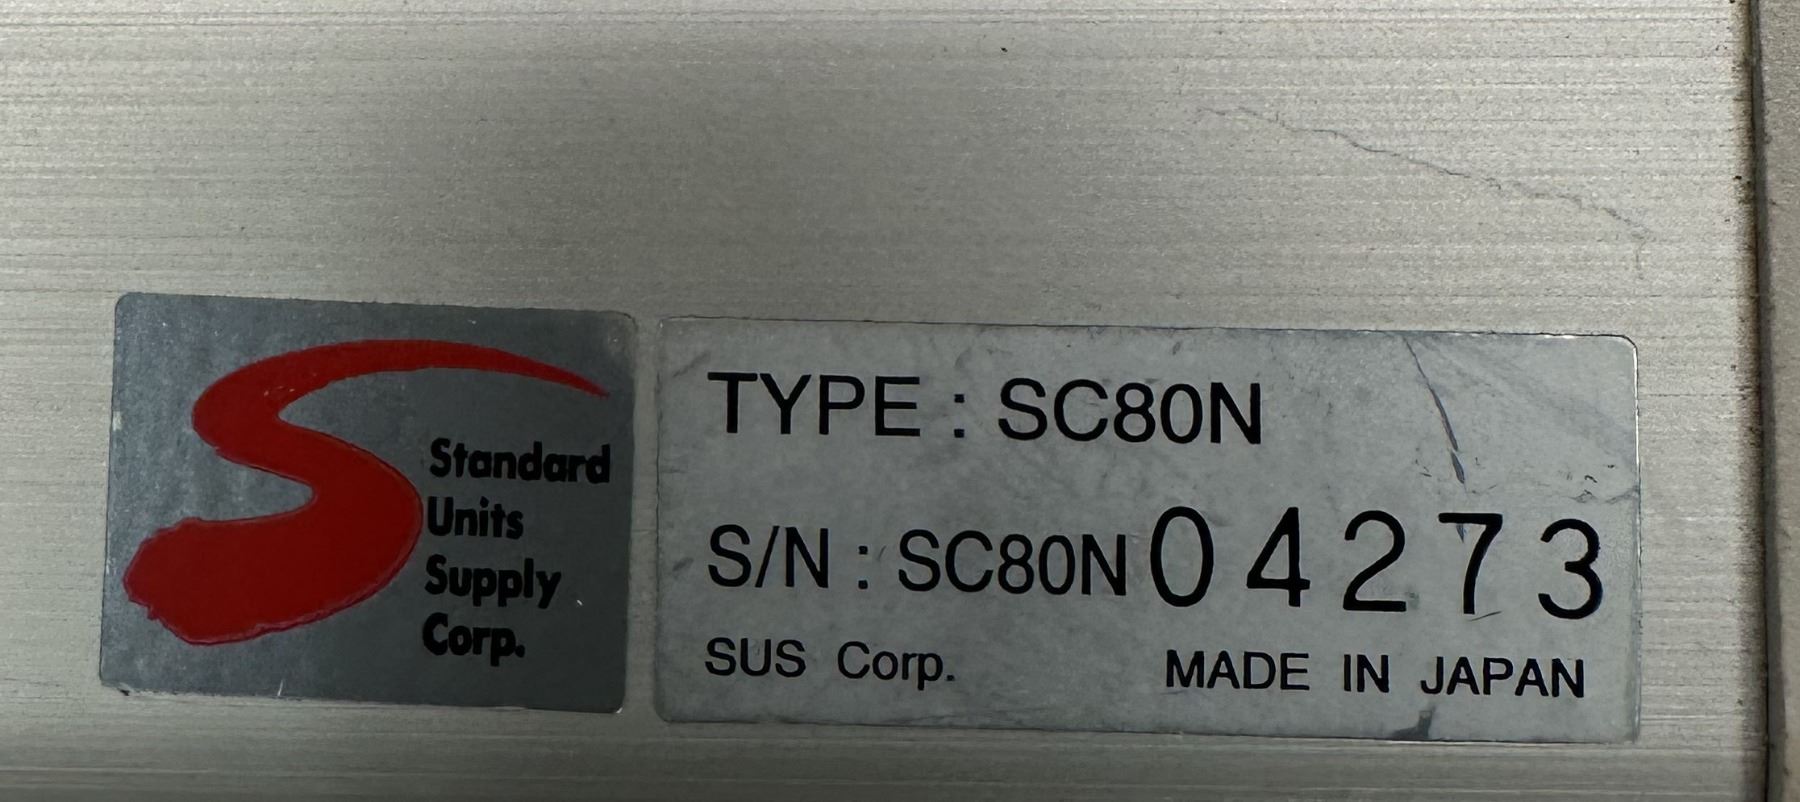 Standard
Units
Supply
Corp.
TYPE : SC80N
S/N : SC80N 04273
SUS Corp. MADE IN JAPAN